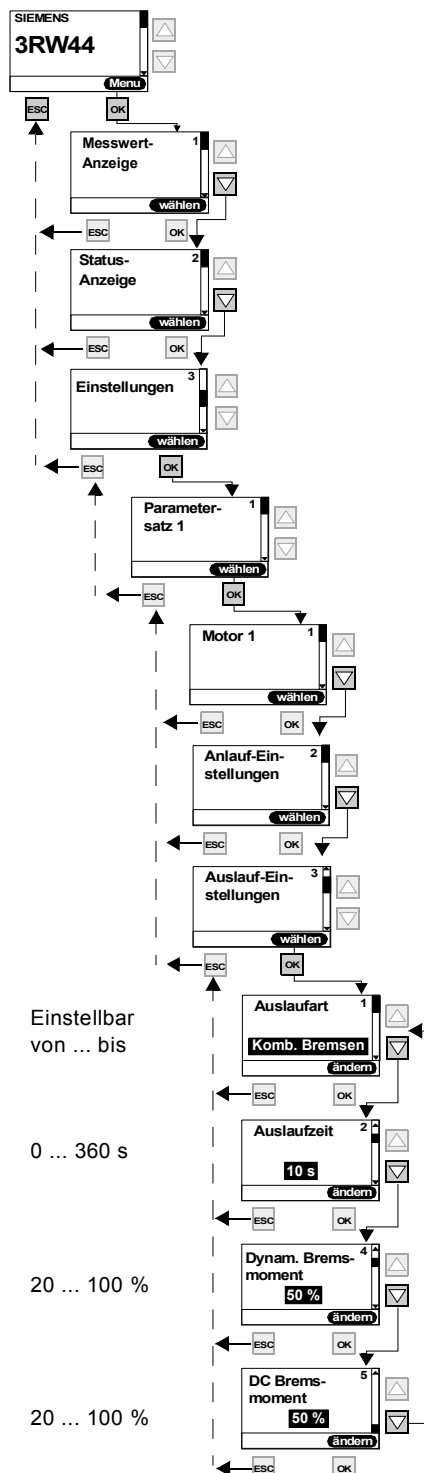 SIEMENS
3RW44
Menu
ESC
OK
Messwert-
Anzeige
1
wählen
ESC
OK
Status-
Anzeige
2
wählen
ESC
OK
Einstellungen
3
wählen
ESC
OK
Parameter-
satz 1
1
wählen
ESC
OK
Motor 1
1
wählen
ESC
OK
Anlauf-Ein-
stellungen
2
wählen
ESC
OK
Auslauf-Ein-
stellungen
3
wählen
ESC
OK
Einstellbar
von ... bis
Auslaufart
1
Komb. Bremsen
ändern
ESC
OK
0 ... 360 s
Auslaufzeit
2
10 s
ändern
ESC
OK
20 ... 100 %
Dynam. Brems-
moment
4
50 %
ändern
ESC
OK
20 ... 100 %
DC Brems-
moment
5
50 %
ändern
ESC
OK